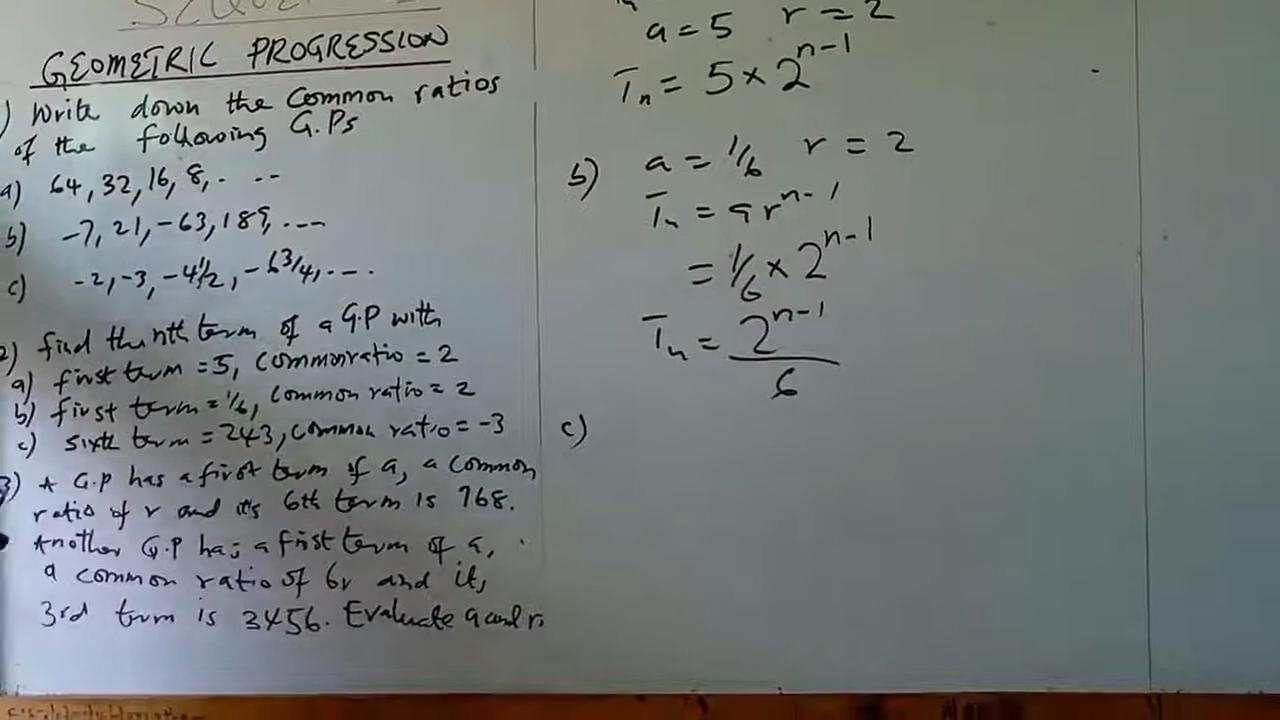 GEOMETRIC PROGRESSION
) Write down the common ratios
of the following G.Ps
a) 64, 32, 16, 8, . . .
b) -7, 21, -63, 189, ....
c) -2, -3, -4 1/2, -6 3/4, ....
2) find the nth term of a G.P with
a) first term = 5, common ratio = 2
b) first term = 1/6, common ratio = 2
c) sixth term = 243, common ratio = -3
3) A G.P has a first term of a, a common
ratio of r and its 6th term is 768.
Another G.P has a first term of a,
a common ratio of 6r and its
3rd term is 3456. Evaluate a and r.
a = 5 r = 2
Tn = 5 × 2^n-1
b) a = 1/6 r = 2
Tn = ar^n-1
= 1/6 × 2^n-1
Tn = 2^n-1
6
c)